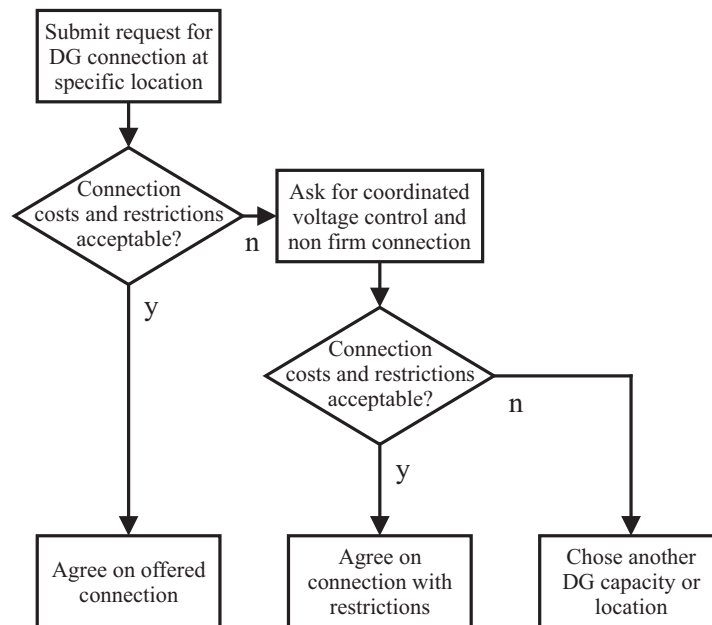 Submit request for
DG connection at
specific location
Connection
costs and restrictions
acceptable?
n
Ask for coordinated
voltage control and
non firm connection
y
Connection
costs and restrictions
acceptable?
n
y
Agree on offered
connection
Agree on
connection with
restrictions
Chose another
DG capacity or
location